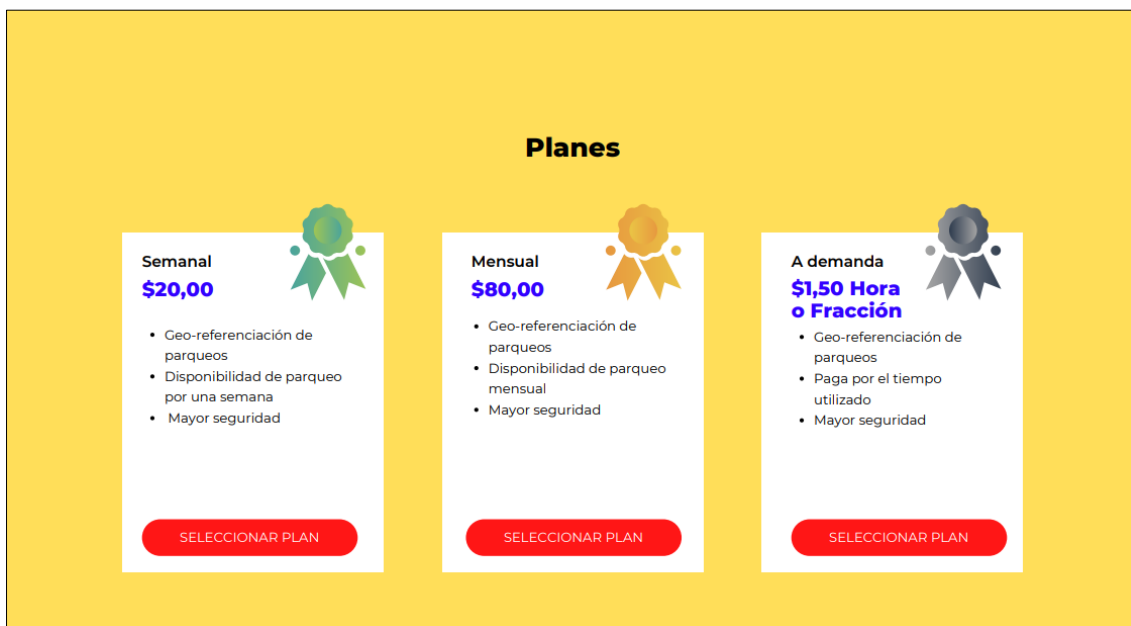 Planes
Semanal
$20,00
• Geo-referenciación de
parqueos
• Disponibilidad de parqueo
por una semana
• Mayor seguridad
SELECCIONAR PLAN
Mensual
$80,00
• Geo-referenciación de
parqueos
• Disponibilidad de parqueo
mensual
• Mayor seguridad
SELECCIONAR PLAN
A demanda
$1,50 Hora
o Fracción
• Geo-referenciación de
parqueos
• Paga por el tiempo
utilizado
• Mayor seguridad
SELECCIONAR PLAN